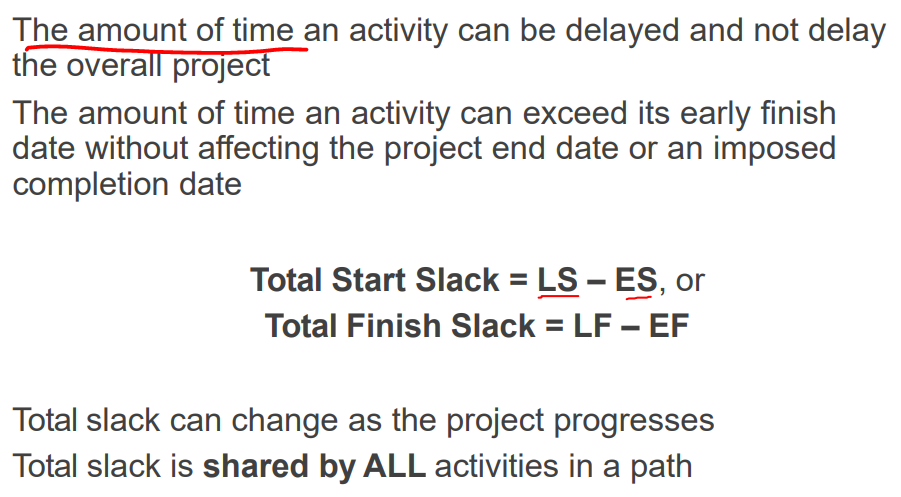 The amount of time an activity can be delayed and not delay
the overall project
The amount of time an activity can exceed its early finish
date without affecting the project end date or an imposed
completion date
Total Start Slack = LS – ES, or
Total Finish Slack = LF – EF
Total slack can change as the project progresses
Total slack is shared by ALL activities in a path